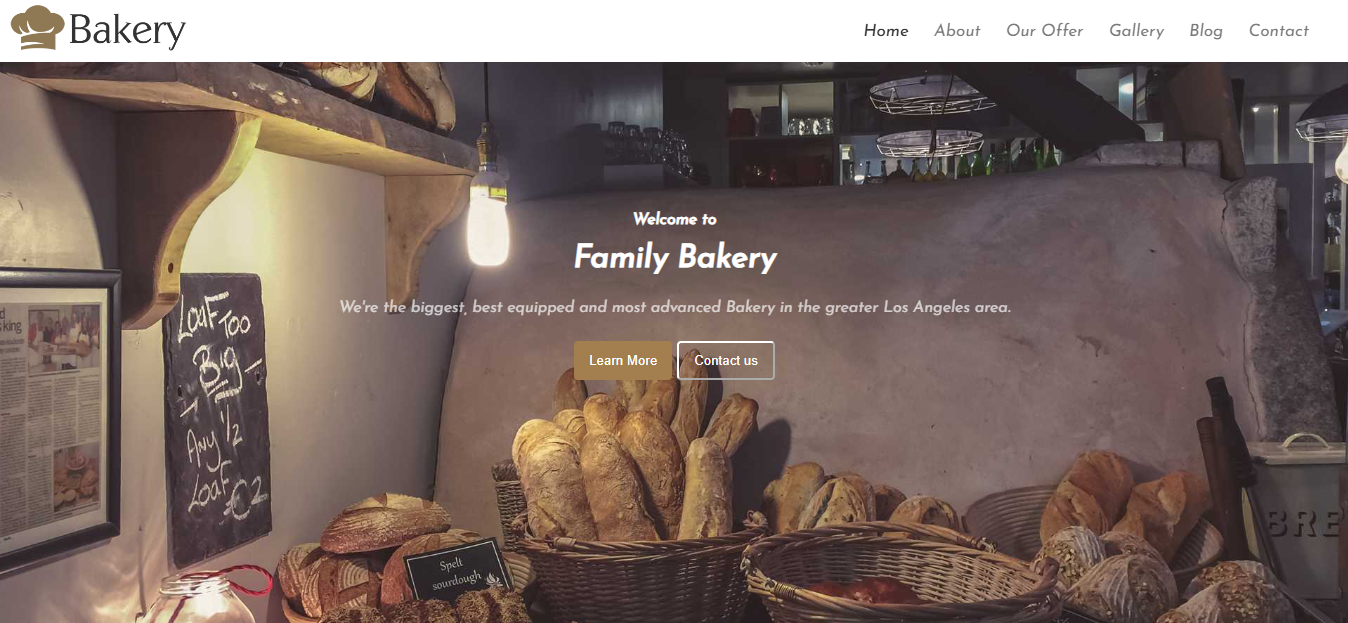 Bakery
Home About Our Offer Gallery Blog Contact
Welcome to
Family Bakery
We're the biggest, best equipped and most advanced Bakery in the greater Los Angeles area.
Learn More Contact us
king
Loaf Too
Big
Any 1/2
Loaf €2
Spelt
sourdough
BRE